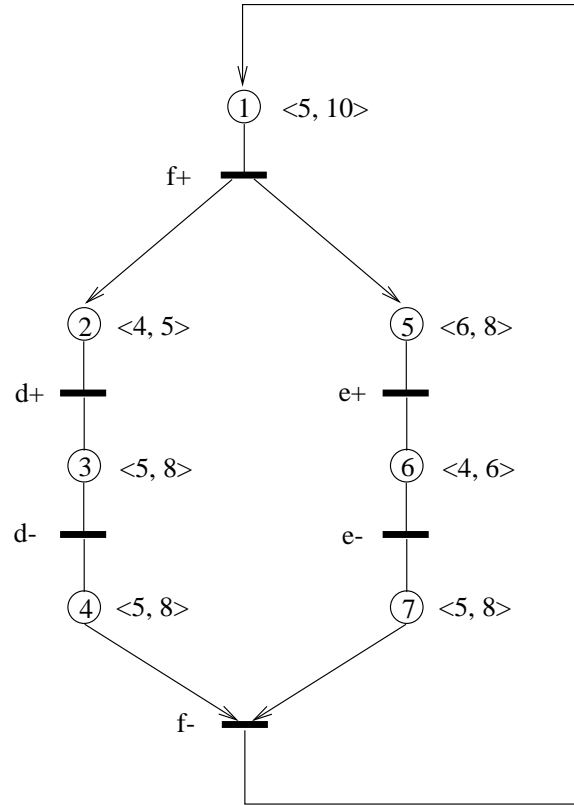 1 <5, 10>
f+
2 <4, 5> 5 <6, 8>
d+ e+
3 <5, 8> 6 <4, 6>
d- e-
4 <5, 8> 7 <5, 8>
f-